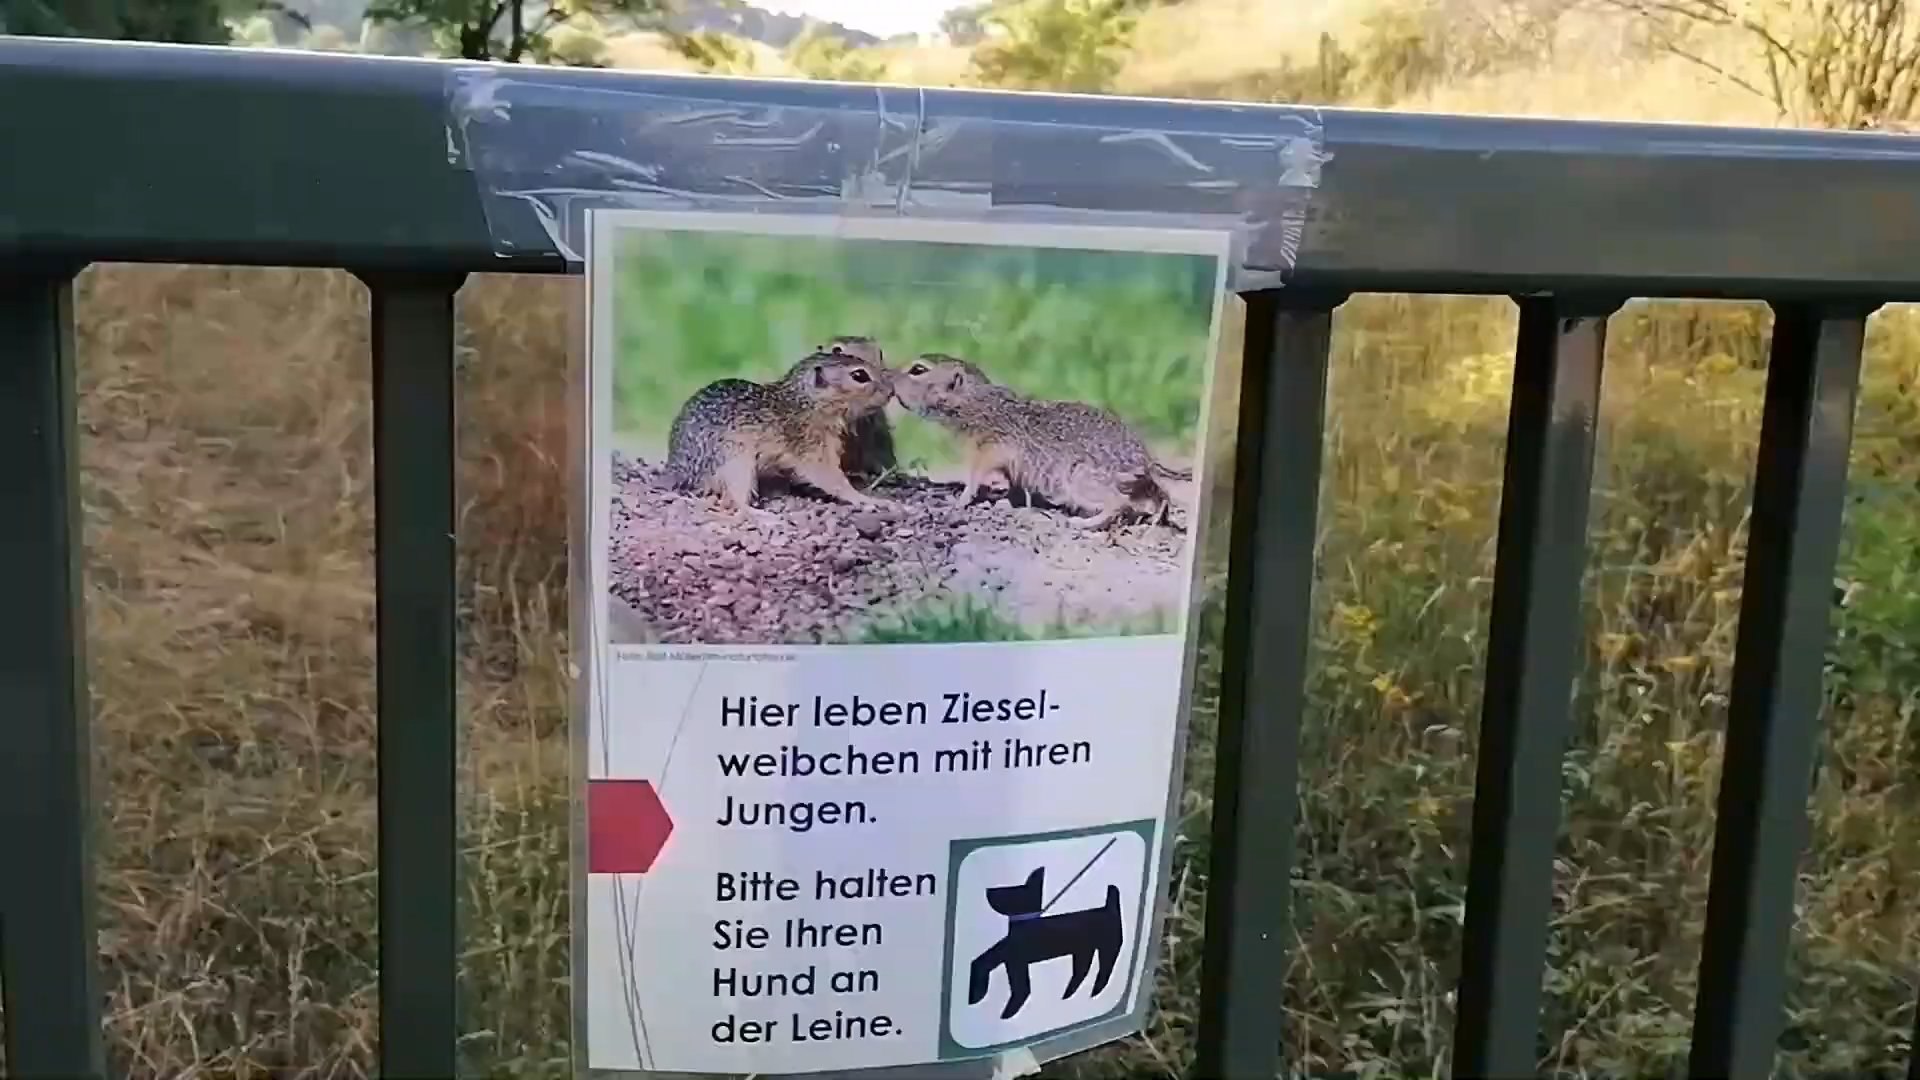 Hier leben Ziesel-
weibchen mit ihren
Jungen.
Bitte halten
Sie Ihren
Hund an
der Leine.